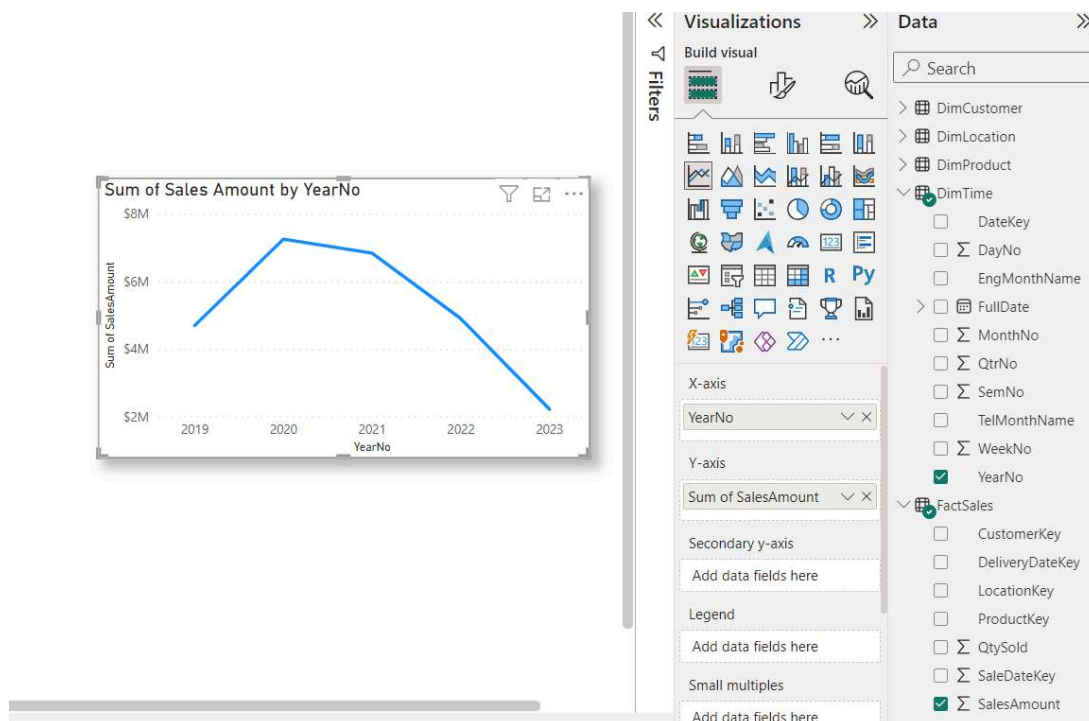 Sum of Sales Amount by YearNo
$8M
$6M
$4M
$2M
Sum of SalesAmount
2019 2020 2021 2022 2023
YearNo
Filters
Visualizations
Build visual
123
R Py
123
X-axis
YearNo
Y-axis
Sum of SalesAmount
Secondary y-axis
Add data fields here
Legend
Add data fields here
Small multiples
Add data fields here
Data
Search
DimCustomer
DimLocation
DimProduct
DimTime
DateKey
DayNo
EngMonthName
FullDate
MonthNo
QtrNo
SemNo
TelMonthName
WeekNo
YearNo
FactSales
CustomerKey
DeliveryDateKey
LocationKey
ProductKey
QtySold
SaleDateKey
SalesAmount